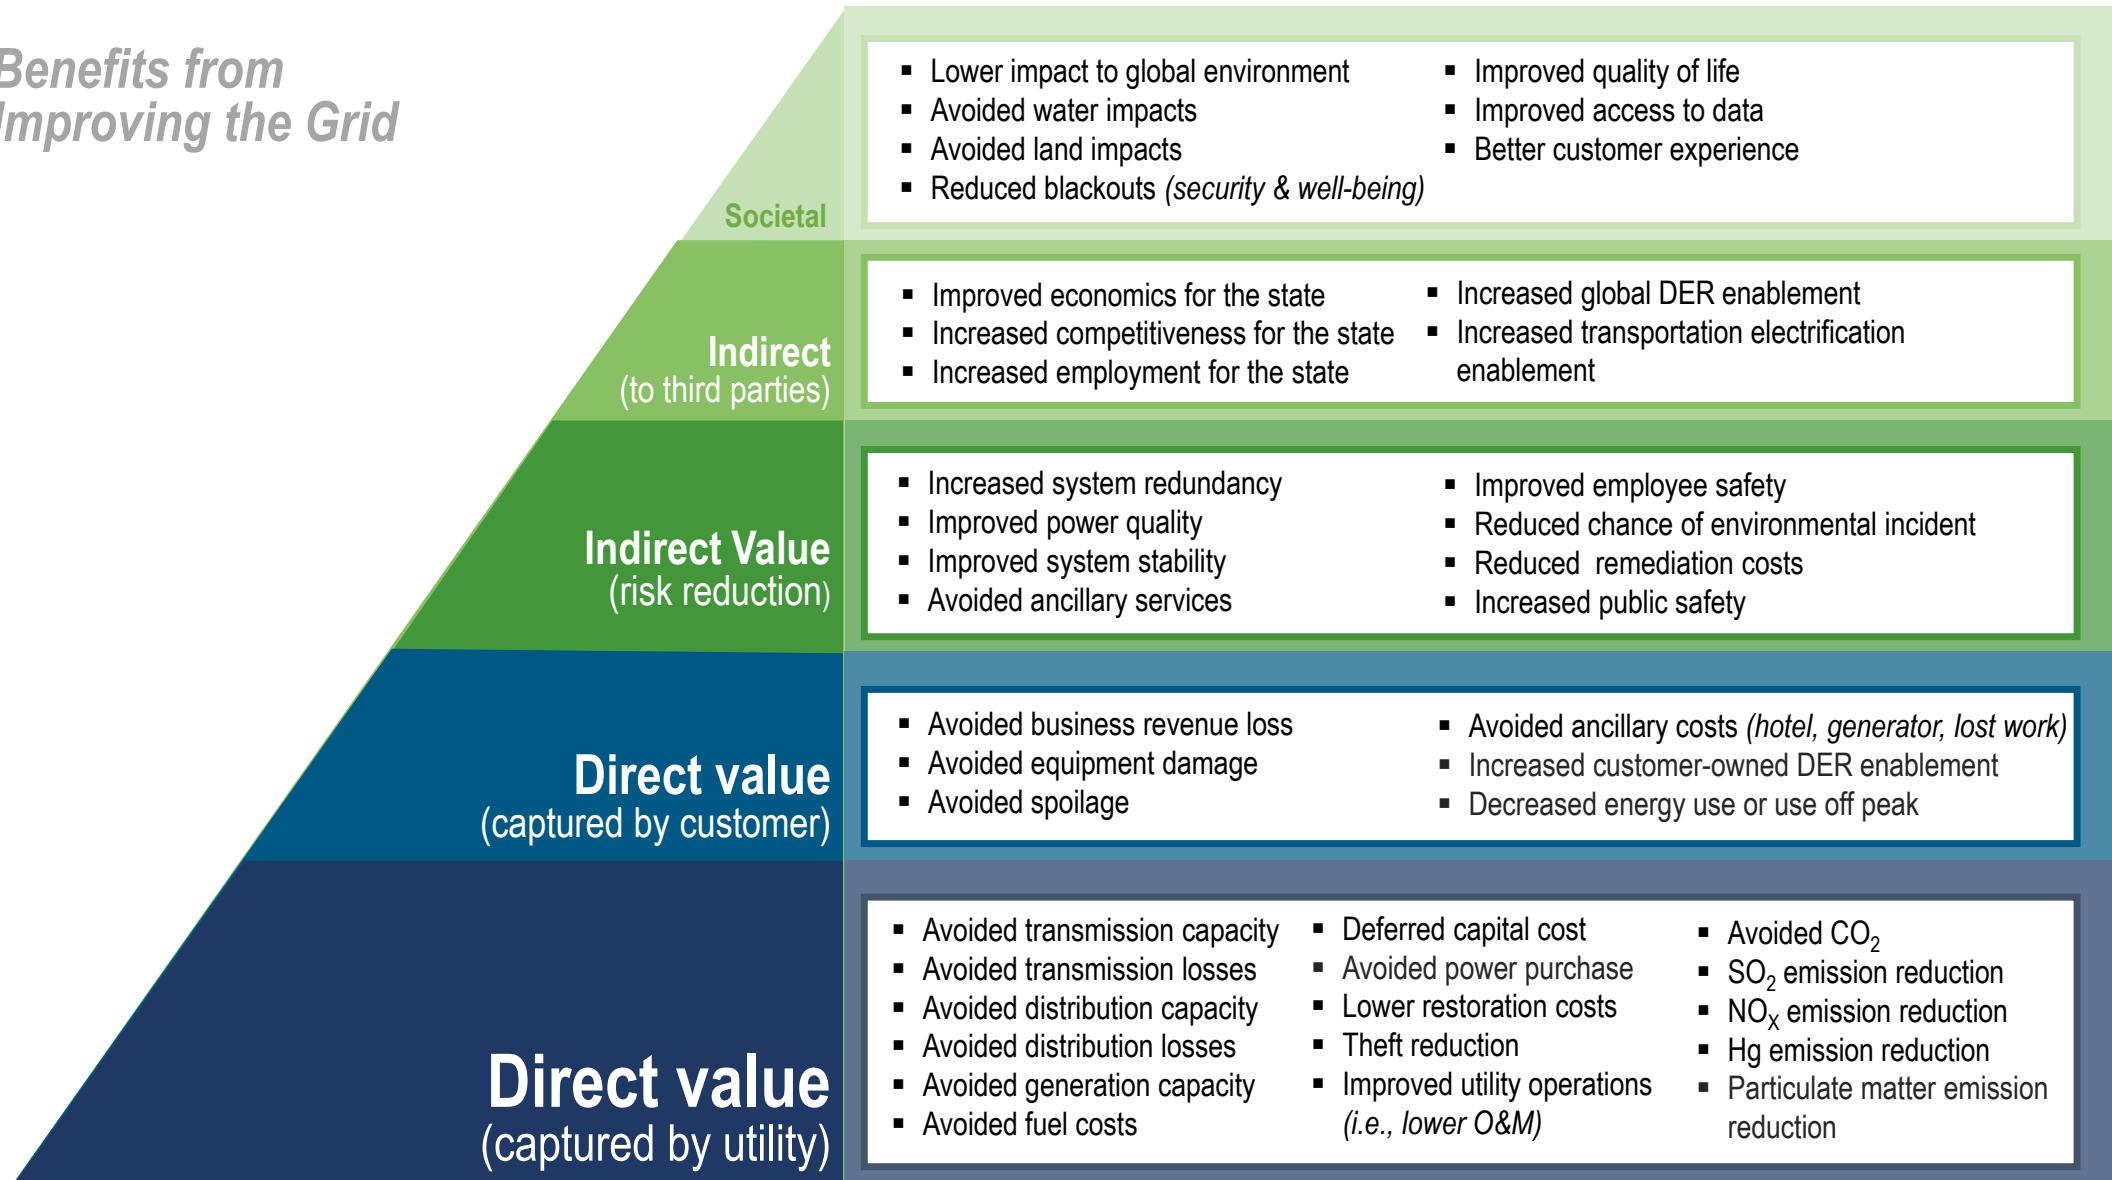 Benefits from
Improving the Grid
Societal
▪ Lower impact to global environment
▪ Avoided water impacts
▪ Avoided land impacts
▪ Reduced blackouts (security & well-being)
▪ Improved quality of life
▪ Improved access to data
▪ Better customer experience
Indirect
(to third parties)
▪ Improved economics for the state
▪ Increased competitiveness for the state
▪ Increased employment for the state
▪ Increased global DER enablement
▪ Increased transportation electrification
enablement
Indirect Value
(risk reduction)
▪ Increased system redundancy
▪ Improved power quality
▪ Improved system stability
▪ Avoided ancillary services
▪ Improved employee safety
▪ Reduced chance of environmental incident
▪ Reduced remediation costs
▪ Increased public safety
Direct value
(captured by customer)
▪ Avoided business revenue loss
▪ Avoided equipment damage
▪ Avoided spoilage
▪ Avoided ancillary costs (hotel, generator, lost work)
▪ Increased customer-owned DER enablement
▪ Decreased energy use or use off peak
Direct value
(captured by utility)
▪ Avoided transmission capacity
▪ Avoided transmission losses
▪ Avoided distribution capacity
▪ Avoided distribution losses
▪ Avoided generation capacity
▪ Avoided fuel costs
▪ Deferred capital cost
▪ Avoided power purchase
▪ Lower restoration costs
▪ Theft reduction
▪ Improved utility operations
(i.e., lower O&M)
▪ Avoided CO₂
▪ SO₂ emission reduction
▪ NOₓ emission reduction
▪ Hg emission reduction
▪ Particulate matter emission
reduction